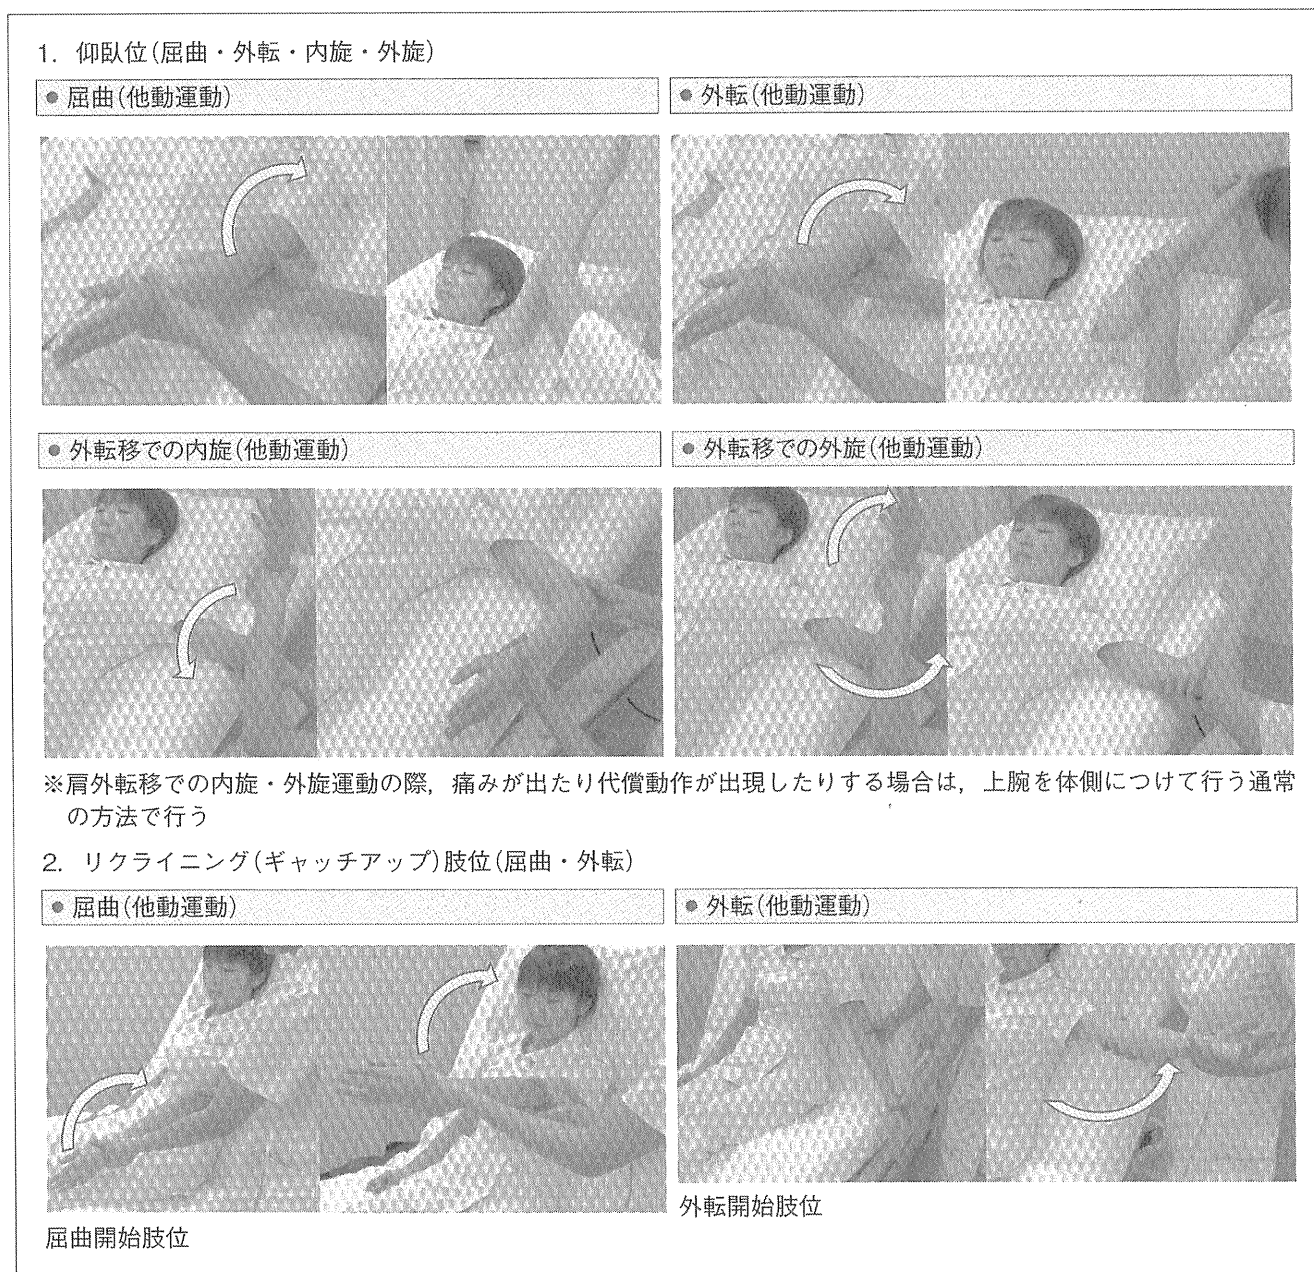 1. 仰臥位(屈曲・外転・内旋・外旋)
● 屈曲(他動運動)
● 外転(他動運動)
● 外転移での内旋(他動運動)
● 外転移での外旋(他動運動)
※肩外転移での内旋・外旋運動の際，痛みが出たり代償動作が出現したりする場合は，上腕を体側につけて行う通常
の方法で行う
2. リクライニング(ギャッチアップ)肢位(屈曲・外転)
● 屈曲(他動運動)
● 外転(他動運動)
屈曲開始肢位
外転開始肢位